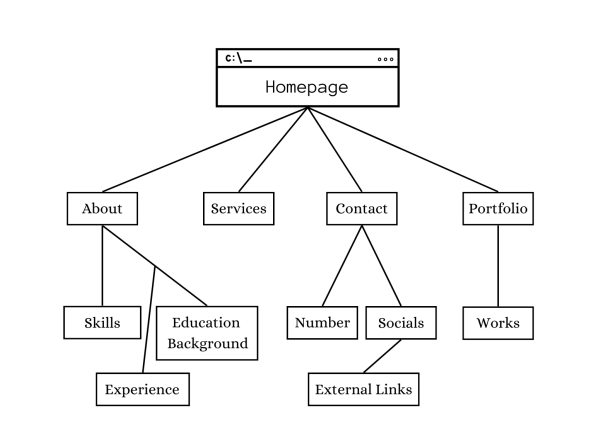 c:\_
Homepage
About
Services
Contact
Portfolio
Skills
Education
Background
Number
Socials
Works
Experience
External Links